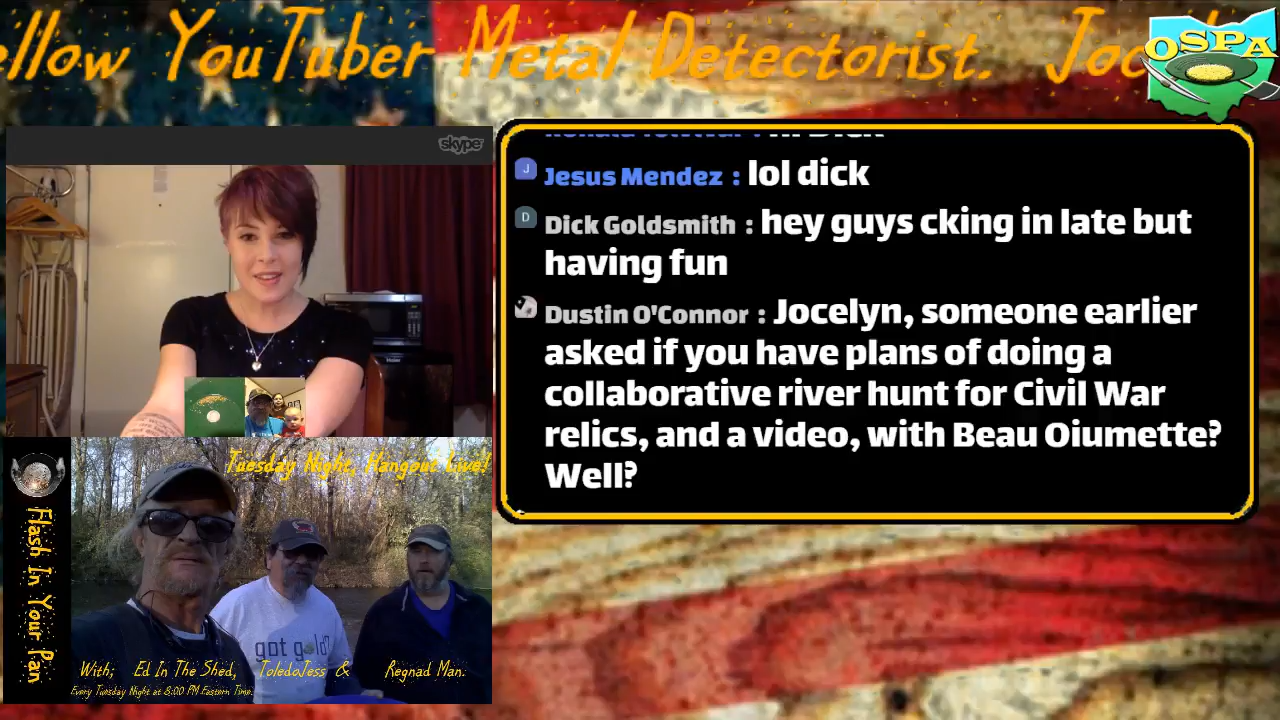 ellow YouTuber Metal Detectorist. Joc
OSPA
skype
Jesus Mendez : lol dick
D Dick Goldsmith : hey guys cking in late but
having fun
Dustin O'Connor : Jocelyn, someone earlier
asked if you have plans of doing a
collaborative river hunt for Civil War
relics, and a video, with Beau Oiumette?
Well?
Tuesday Night, Hangout Live!
Flash In Your Pan
got gold?
With; Ed In The Shed, ToledoJess & Regnad Man.
Every Tuesday Night at 8:00 PM Eastern Time.